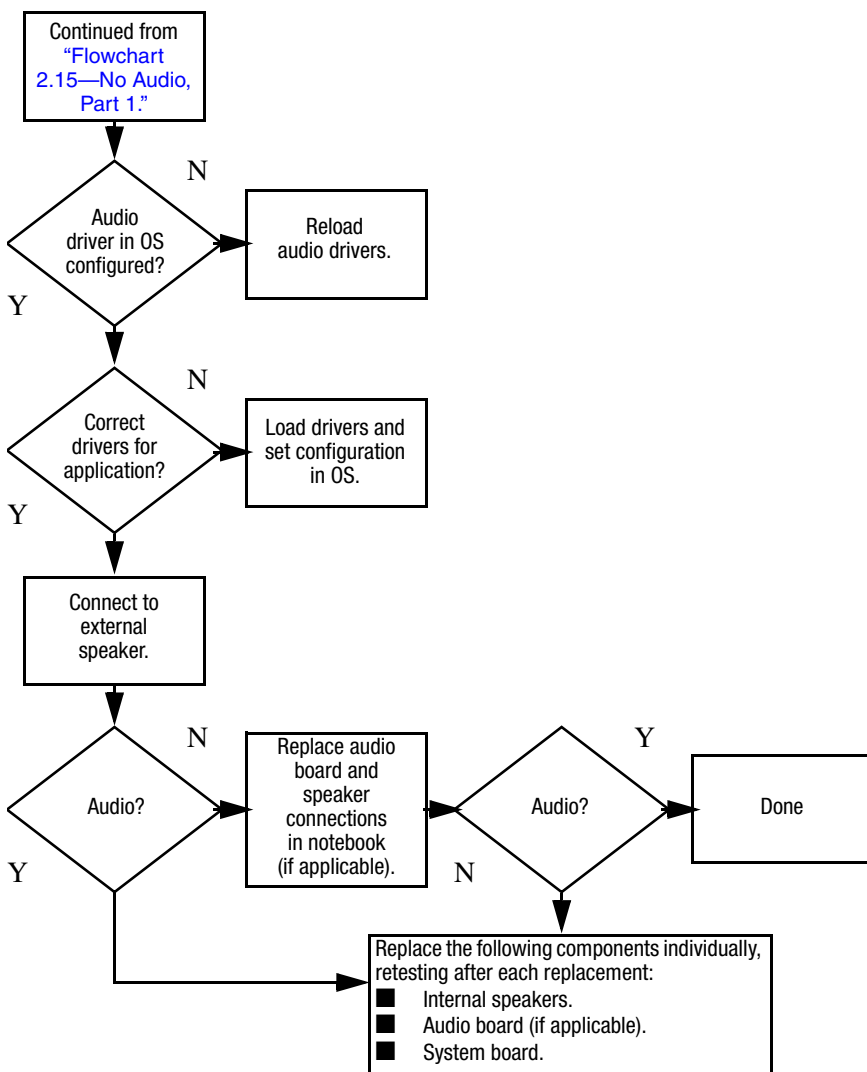 Continued from
“Flowchart
2.15—No Audio,
Part 1.”
N
Audio
driver in OS
configured?
Reload
audio drivers.
Y
N
Correct
drivers for
application?
Load drivers and
set configuration
in OS.
Y
Connect to
external
speaker.
N
Audio?
Replace audio
board and
speaker
connections
in notebook
(if applicable).
Y
Audio?
Done
Y
N
Replace the following components individually,
retesting after each replacement:
■ Internal speakers.
■ Audio board (if applicable).
■ System board.